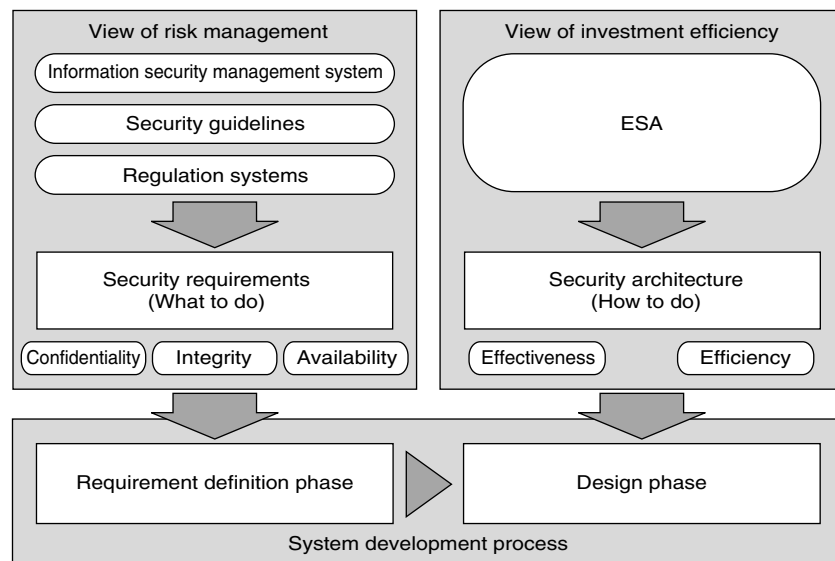 View of risk management
Information security management system
Security guidelines
Regulation systems
Security requirements
(What to do)
Confidentiality
Integrity
Availability
View of investment efficiency
ESA
Security architecture
(How to do)
Effectiveness
Efficiency
Requirement definition phase
Design phase
System development process